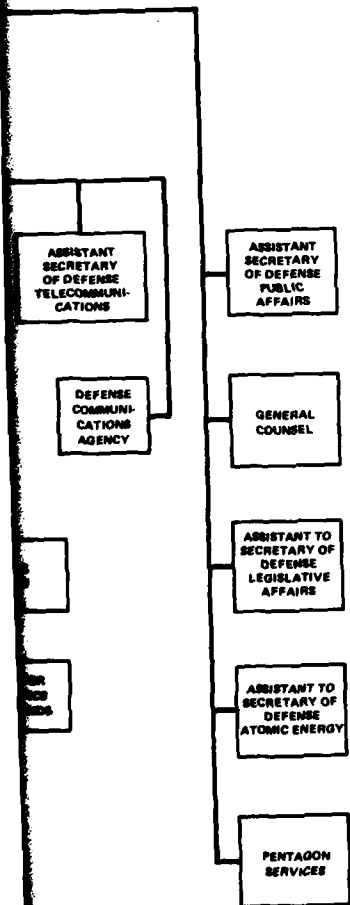 ASSISTANT
SECRETARY
OF DEFENSE
TELECOMMUNI-
CATIONS
DEFENSE
COMMUNI-
CATIONS
AGENCY
ASSISTANT
SECRETARY
OF DEFENSE
PUBLIC
AFFAIRS
GENERAL
COUNSEL
ASSISTANT TO
SECRETARY OF
DEFENSE
LEGISLATIVE
AFFAIRS
ASSISTANT TO
SECRETARY OF
DEFENSE
ATOMIC ENERGY
PENTAGON
SERVICES